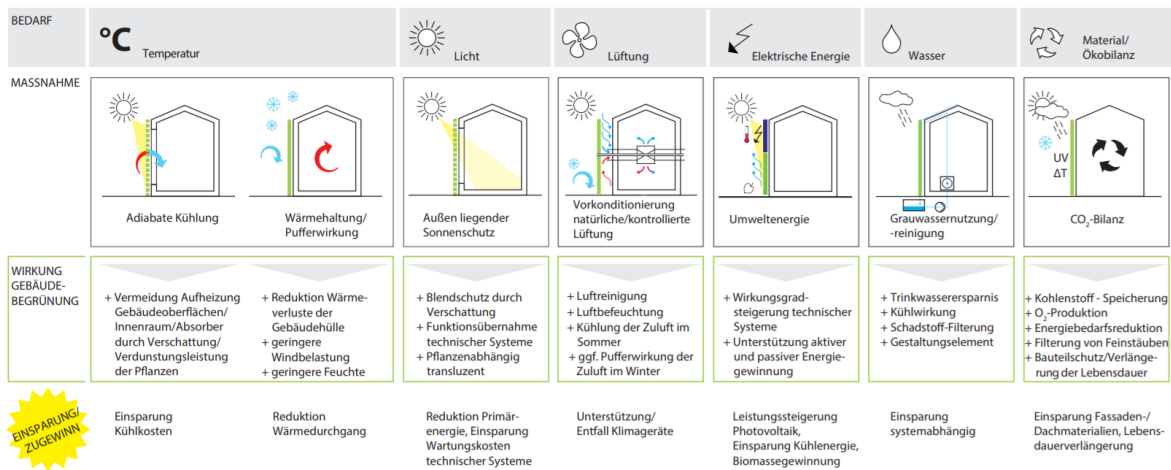 BEDARF
°C
Temperatur
Licht
Lüftung
Elektrische Energie
Wasser
Material/
Ökobilanz
MASSNAHME
Adiabate Kühlung
Wärmehaltung/
Pufferwirkung
Außen liegender
Sonnenschutz
Vorkonditionierung
natürliche/kontrollierte
Lüftung
Umweltenergie
Grauwassernutzung/
-reinigung
UV
ΔT
CO₂-Bilanz
WIRKUNG
GEBÄUDE-
BEGRÜNUNG
+ Vermeidung Aufheizung
Gebäudeoberflächen/
Innenraum/Absorber
durch Verschattung/
Verdunstungsleistung
der Pflanzen
+ Reduktion Wärme-
verluste der
Gebäudehülle
+ geringere
Windbelastung
+ geringere Feuchte
+ Blendschutz durch
Verschattung
+ Funktionsübernahme
technischer Systeme
+ Pflanzenabhängig
transluzent
+ Luftreinigung
+ Luftbefeuchtung
+ Kühlung der Zuluft im
Sommer
+ ggf. Pufferwirkung der
Zuluft im Winter
+ Wirkungsgrad-
steigerung technischer
Systeme
+ Unterstützung aktiver
und passiver Energie-
gewinnung
+ Trinkwasserersparnis
+ Kühlwirkung
+ Schadstoff-Filterung
+ Gestaltungselement
+ Kohlenstoff - Speicherung
+ O₂-Produktion
+ Energiebedarfsreduktion
+ Filterung von Feinstäuben
+ Bauteilschutz/Verlänge-
rung der Lebensdauer
EINSPARUNG/
ZUGEWINN
Einsparung
Kühlkosten
Reduktion
Wärmedurchgang
Reduktion Primär-
energie, Einsparung
Wartungskosten
technischer Systeme
Unterstützung/
Entfall Klimageräte
Leistungssteigerung
Photovoltaik,
Einsparung Kühlenergie,
Biomassegewinnung
Einsparung
systemabhängig
Einsparung Fassaden-/
Dachmaterialien, Lebens-
dauerverlängerung